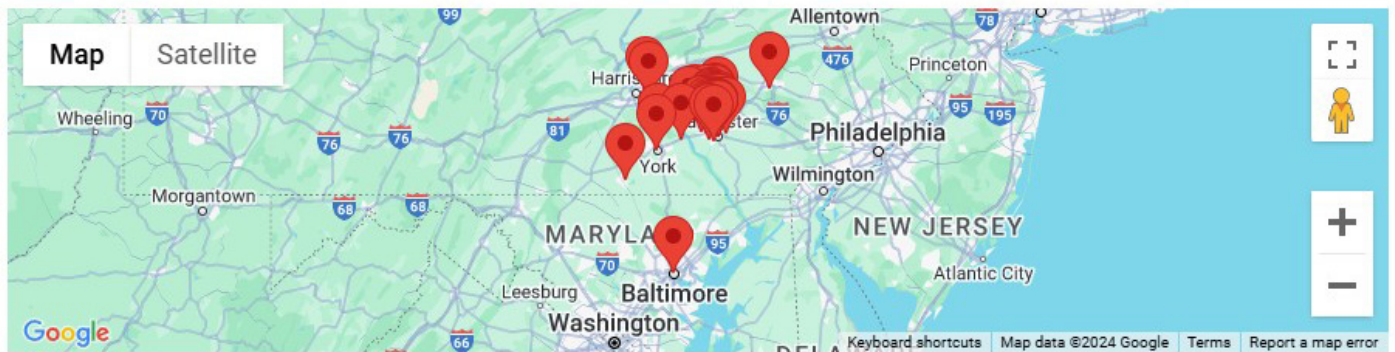 Map
Satellite
99
Allentown
78
476
Princeton
Harris
76
95
195
70
Wheeling
81
ster
76
76
Philadelphia
York
Wilmington
Morgantown
68
68
MARYLA
95
NEW JERSEY
70
Atlantic City
Leesburg
Baltimore
Washington
66
Google
Keyboard shortcuts
Map data ©2024 Google
Terms
Report a map error